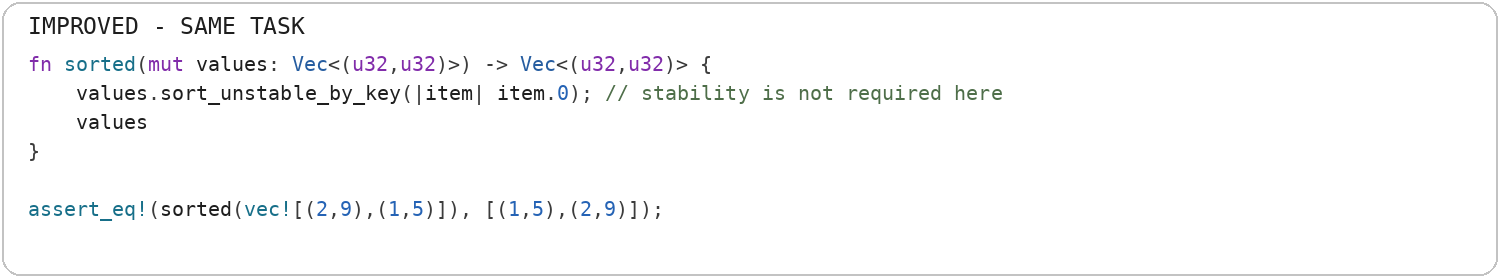 IMPROVED - SAME TASK
fn sorted(mut values: Vec<(u32,u32)>) -> Vec<(u32,u32)> {
    values.sort_unstable_by_key(|item| item.0); // stability is not required here
    values
}
assert_eq!(sorted(vec![(2,9),(1,5)]), [(1,5),(2,9)]);